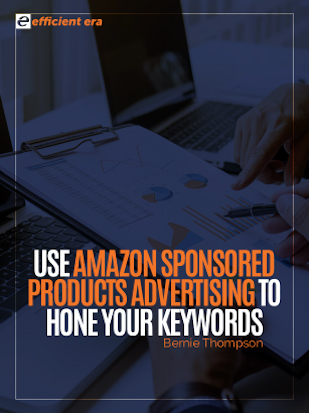 e efficient era
USE AMAZON SPONSORED
PRODUCTS ADVERTISING TO
HONE YOUR KEYWORDS
Bernie Thompson